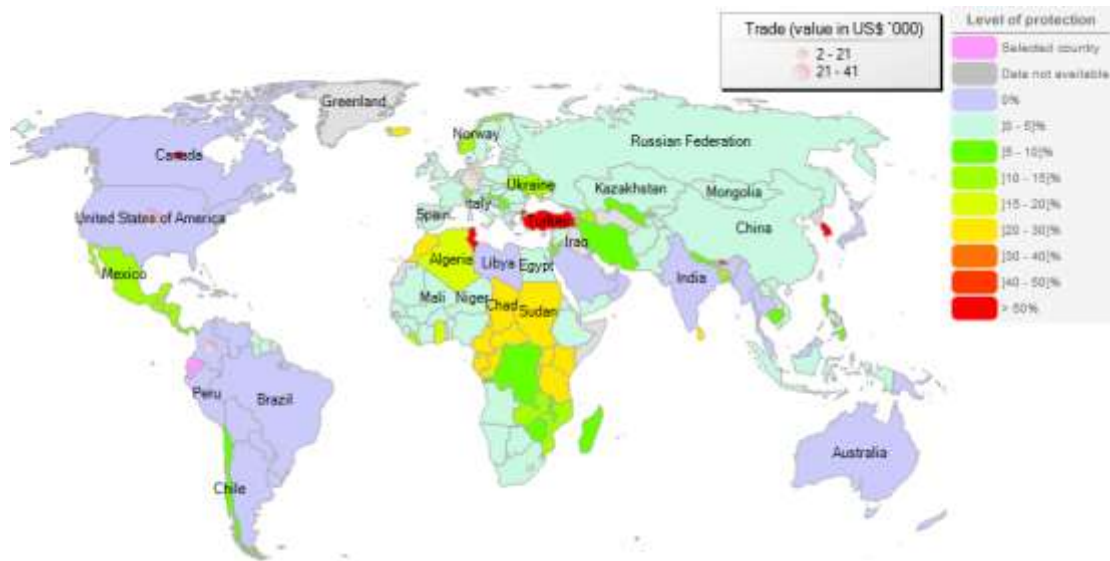 Trade (value in US$ `000)
2 - 21
21 - 41
Level of protection
Selected country
Data not available
0%
]0 - 5]%
]5 - 10]%
]10 - 15]%
]15 - 20]%
]20 - 30]%
]30 - 40]%
]40 - 50]%
> 50%
Greenland
Norway
Russian Federation
Canada
Ukraine
Kazakhstan
Mongolia
United States of America
Spain
Italy
Turkey
China
Mexico
Algeria
Libya
Egypt
Iraq
India
Mali
Niger
Chad
Sudan
Peru
Brazil
Australia
Chile